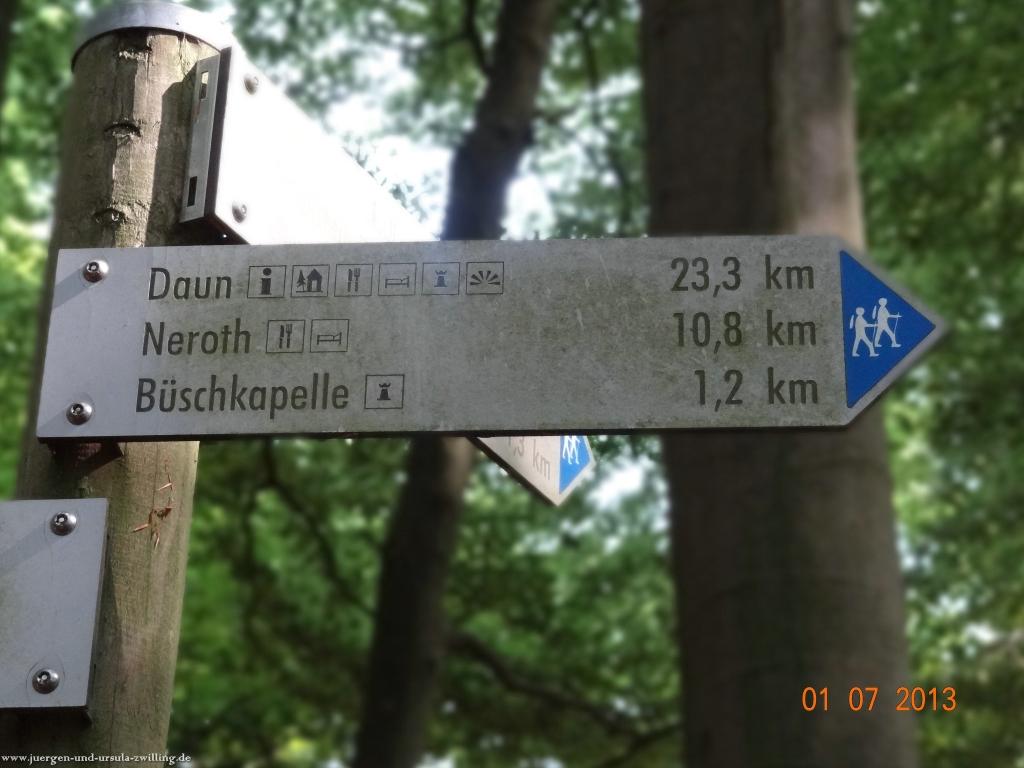 Daun 23,3 km
Neroth 10,8 km
Büschkapelle 1,2 km
km
01 07 2013
www.juergen-und-ursula-zwilling.de